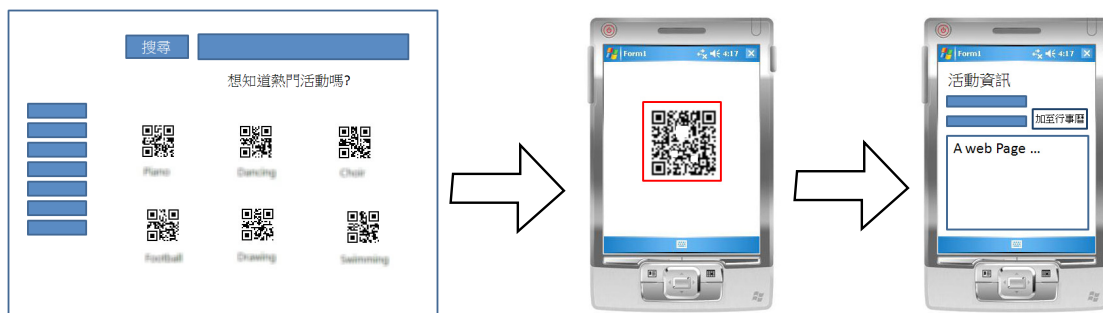 搜尋
想知道熱門活動嗎?
Piano
Dancing
Choir
Football
Drawing
Swimming
Form1
4:17
Form1
4:17
活動資訊
加至行事曆
A web Page ...